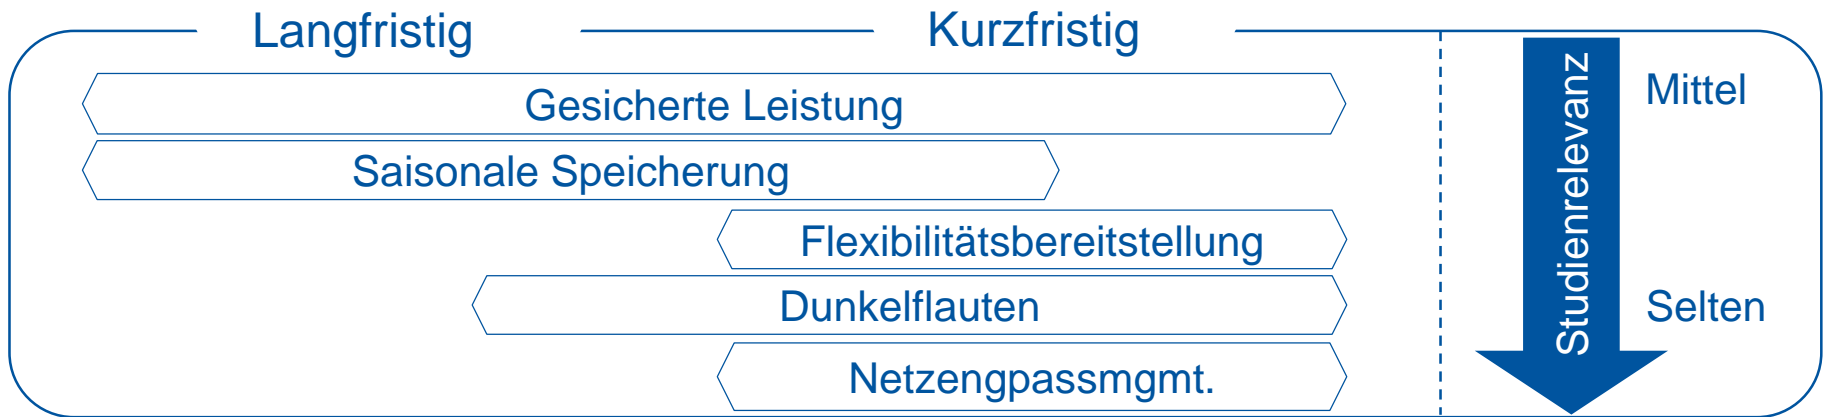 Langfristig
Kurzfristig
Gesicherte Leistung
Saisonale Speicherung
Flexibilitätsbereitstellung
Dunkelflauten
Netzengpassmgmt.
Studienrelevanz
Mittel
Selten